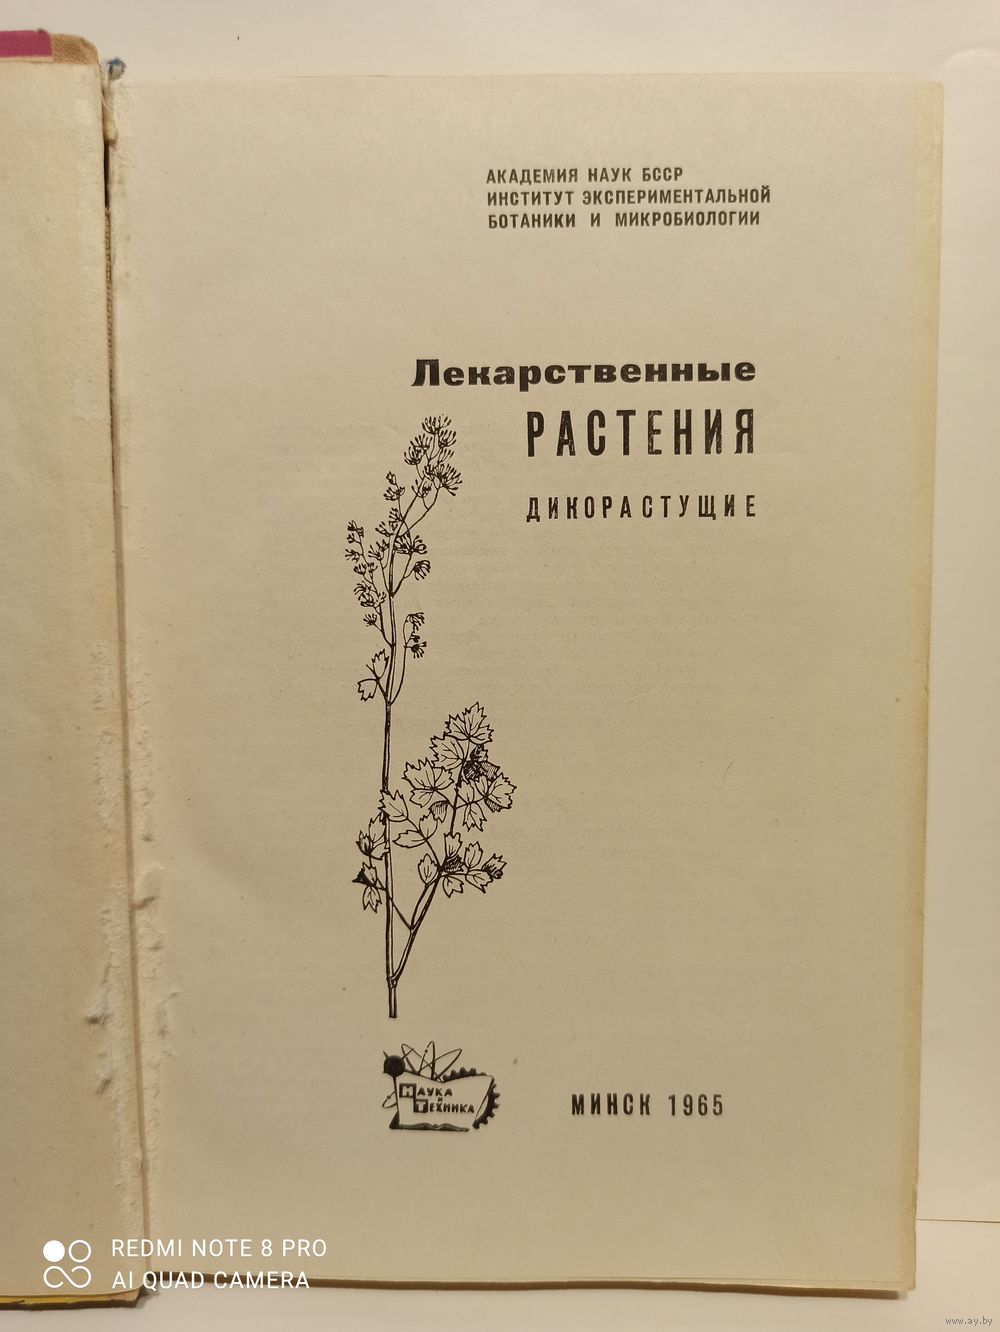 АКАДЕМИЯ НАУК БССР
ИНСТИТУТ ЭКСПЕРИМЕНТАЛЬНОЙ
БОТАНИКИ И МИКРОБИОЛОГИИ
Лекарственные
РАСТЕНИЯ
ДИКОРАСТУЩИЕ
НАУКА
И
ТЕХНИКА
МИНСК 1965
REDMI NOTE 8 PRO
AI QUAD CAMERA
www.ay.by